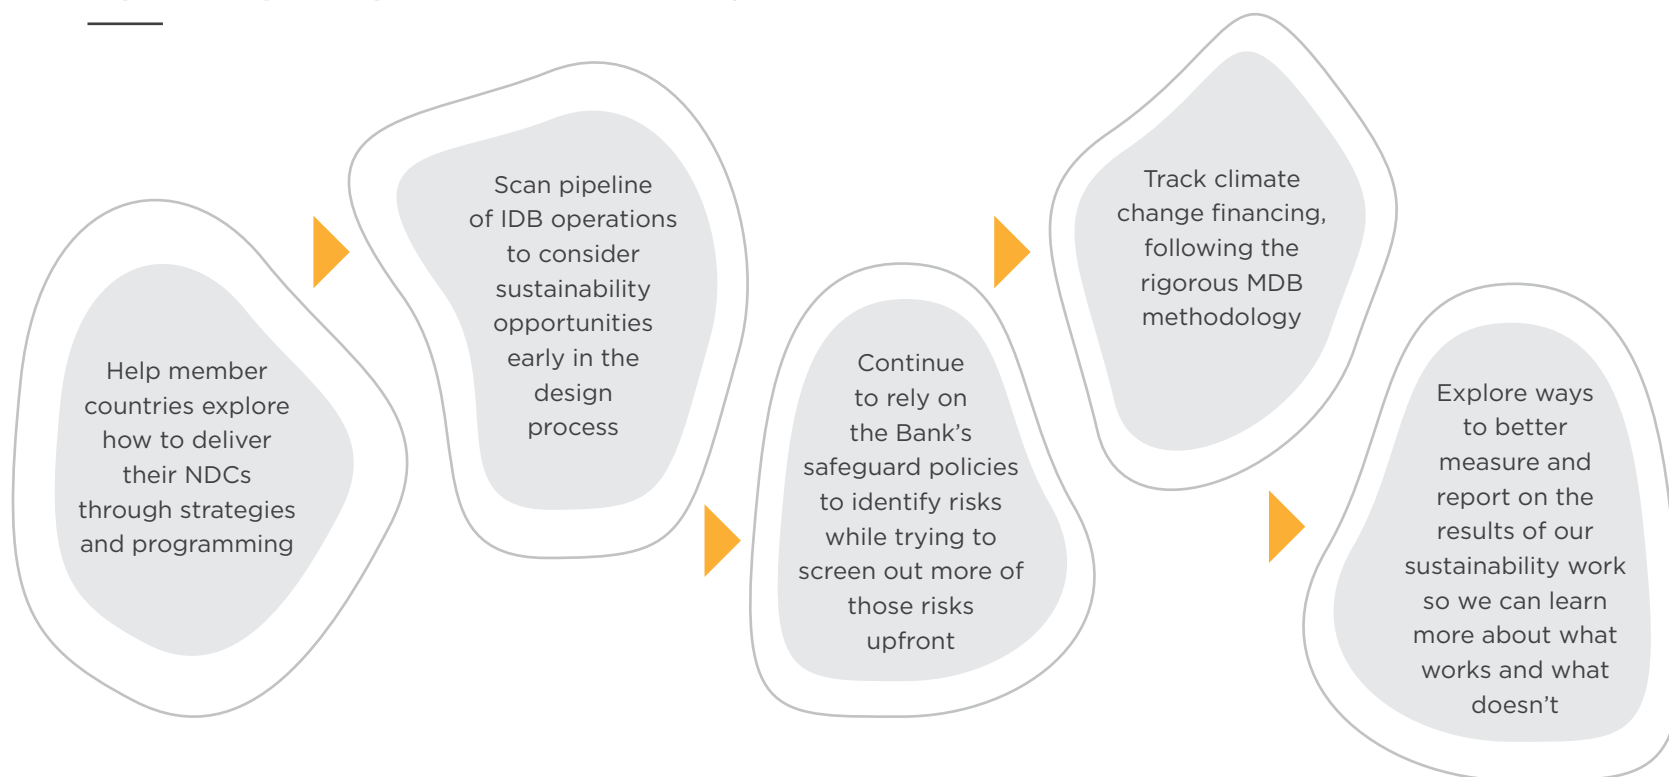 Help member
countries explore
how to deliver
their NDCs
through strategies
and programming
Scan pipeline
of IDB operations
to consider
sustainability
opportunities
early in the
design
process
Continue
to rely on
the Bank’s
safeguard policies
to identify risks
while trying to
screen out more of
those risks
upfront
Track climate
change financing,
following the
rigorous MDB
methodology
Explore ways
to better
measure and
report on the
results of our
sustainability work
so we can learn
more about what
works and what
doesn’t